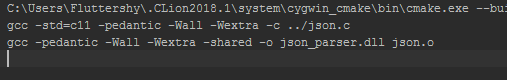 C:\Users\Fluttershy\.CLion2018.1\system\cygwin_cmake\bin\cmake.exe --bui
gcc -std=c11 -pedantic -Wall -Wextra -c ../json.c
gcc -pedantic -Wall -Wextra -shared -o json_parser.dll json.o